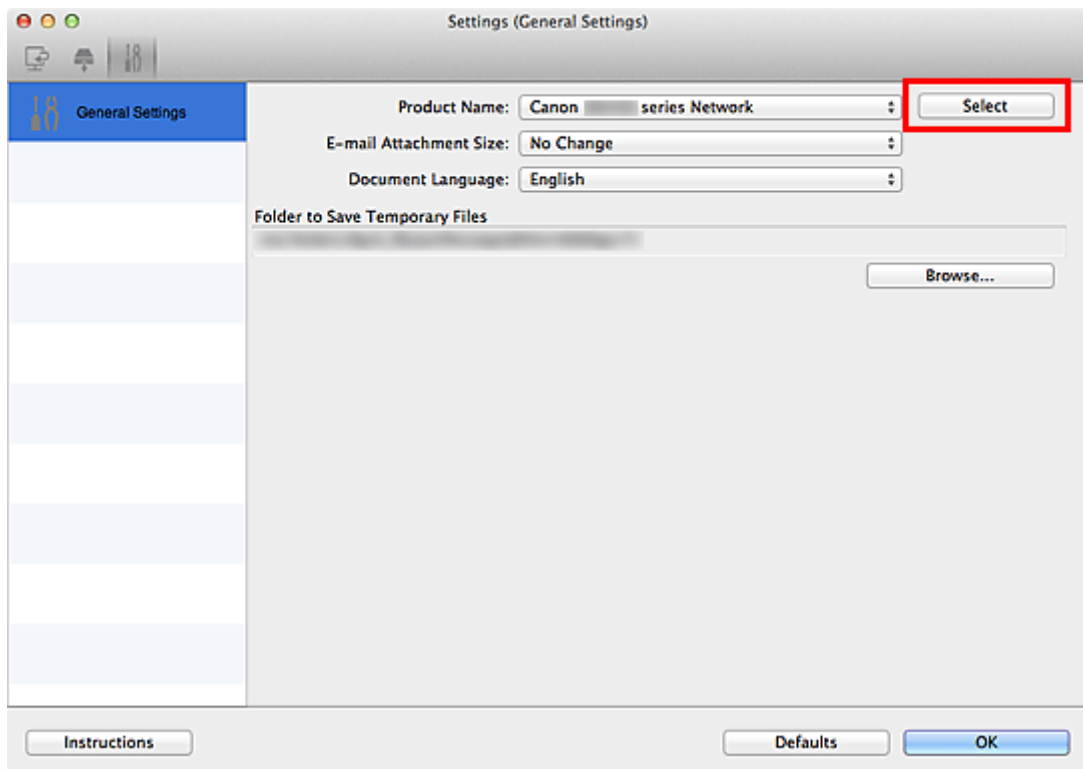 Settings (General Settings)
General Settings
Product Name: Canon series Network Select
E-mail Attachment Size: No Change
Document Language: English
Folder to Save Temporary Files
Browse...
Instructions Defaults OK